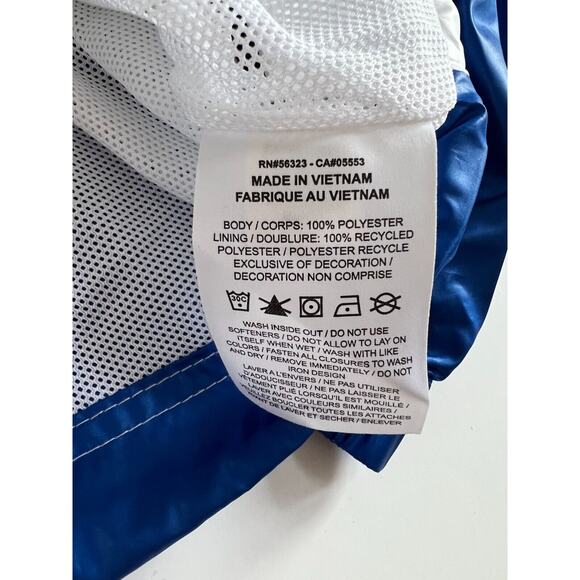 RN#56323 - CA#05553
MADE IN VIETNAM
FABRIQUE AU VIETNAM
BODY / CORPS: 100% POLYESTER
LINING / DOUBLURE: 100% RECYCLED
POLYESTER / POLYESTER RECYCLE
EXCLUSIVE OF DECORATION /
DECORATION NON COMPRISE
30C
WASH INSIDE OUT / DO NOT USE
SOFTENERS / DO NOT ALLOW TO LAY ON
ITSELF WHEN WET / WASH WITH LIKE
COLORS / FASTEN ALL CLOSURES TO WASH
AND DRY / REMOVE IMMEDIATELY / DO NOT
IRON DESIGN
LAVER A L'ENVERS / NE PAS UTILISER
D'ADOUCISSEUR / NE PAS LAISSER LE
VÊTEMENT PLIÉ LORSQU'IL EST MOUILLÉ /
LAVER AVEC COULEURS SIMILAIRES /
BOUCLER TOUTES LES ATTACHES
DE LAVER ET SECHER / ENLEVER